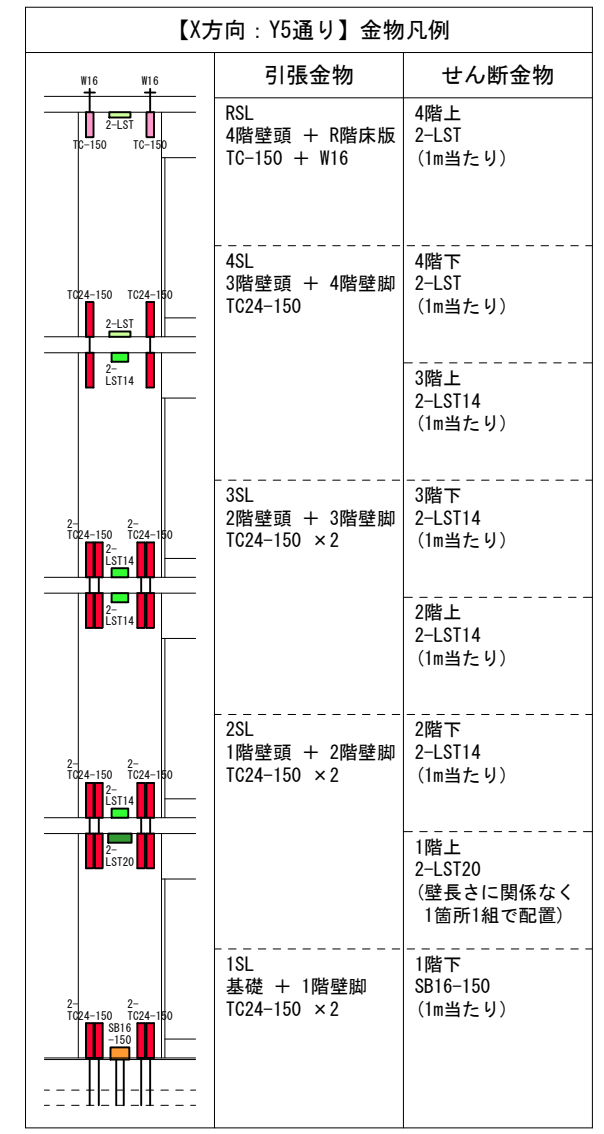 【X方向：Y5通り】金物凡例
引張金物
せん断金物
W16 W16
2-LST
TC-150 TC-150
RSL
4階壁頭 ＋ R階床版
TC-150 ＋ W16
4階上
2-LST
(1m当たり)
TC24-150 TC24-150
2-LST
2-
LST14
4SL
3階壁頭 ＋ 4階壁脚
TC24-150
4階下
2-LST
(1m当たり)
3階上
2-LST14
(1m当たり)
2- 2-
TC24-150 TC24-150
2-
LST14
2-
LST14
3SL
2階壁頭 ＋ 3階壁脚
TC24-150 ×2
3階下
2-LST14
(1m当たり)
2階上
2-LST14
(1m当たり)
2- 2-
TC24-150 TC24-150
2-
LST14
2-
LST20
2SL
1階壁頭 ＋ 2階壁脚
TC24-150 ×2
2階下
2-LST14
(1m当たり)
1階上
2-LST20
(壁長さに関係なく
1箇所1組で配置)
2- 2-
TC24-150 TC24-150
SB16
-150
1SL
基礎 ＋ 1階壁脚
TC24-150 ×2
1階下
SB16-150
(1m当たり)